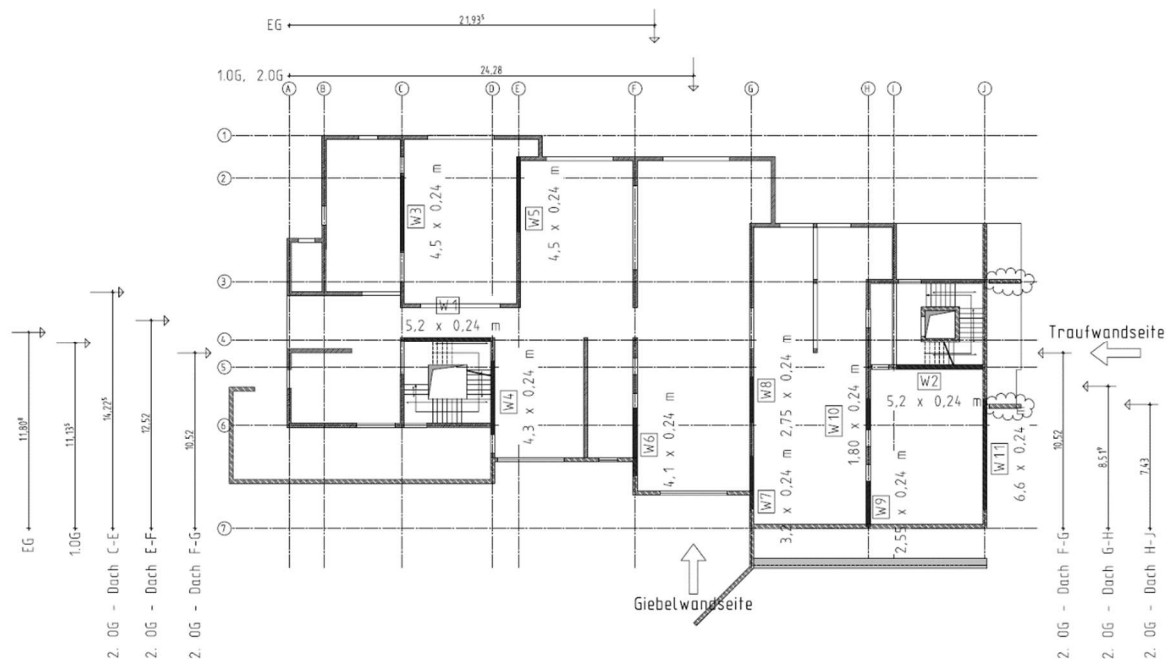 EG
21,93⁵
1.OG, 2.OG
24,28
A
B
C
D
E
F
G
H
I
J
1
2
3
4
5
6
7
W3
4.5 x 0,24 m
W5
4,5 x 0,24 m
W1
5.2 x 0,24 m
W4
4,3 x 0,24 m
W6
4,1 x 0,24 m
W8
2,75 x 0,24 m
W7
3,2 x 0,24 m
W10
1,80 x 0,24 m
W9
2,55 x 0,24 m
W2
5.2 x 0,24 m
W11
6,6 x 0,24 m
Traufwandseite
Giebelwandseite
11,80⁸
EG
11,13⁵
1.OG
14,22⁵
2. OG - Dach C-E
12,52
2. OG - Dach E-F
10,52
2. OG - Dach F-G
10,52
2. OG - Dach F-G
8,51⁹
2. OG - Dach G-H
7,43
2. OG - Dach H-J